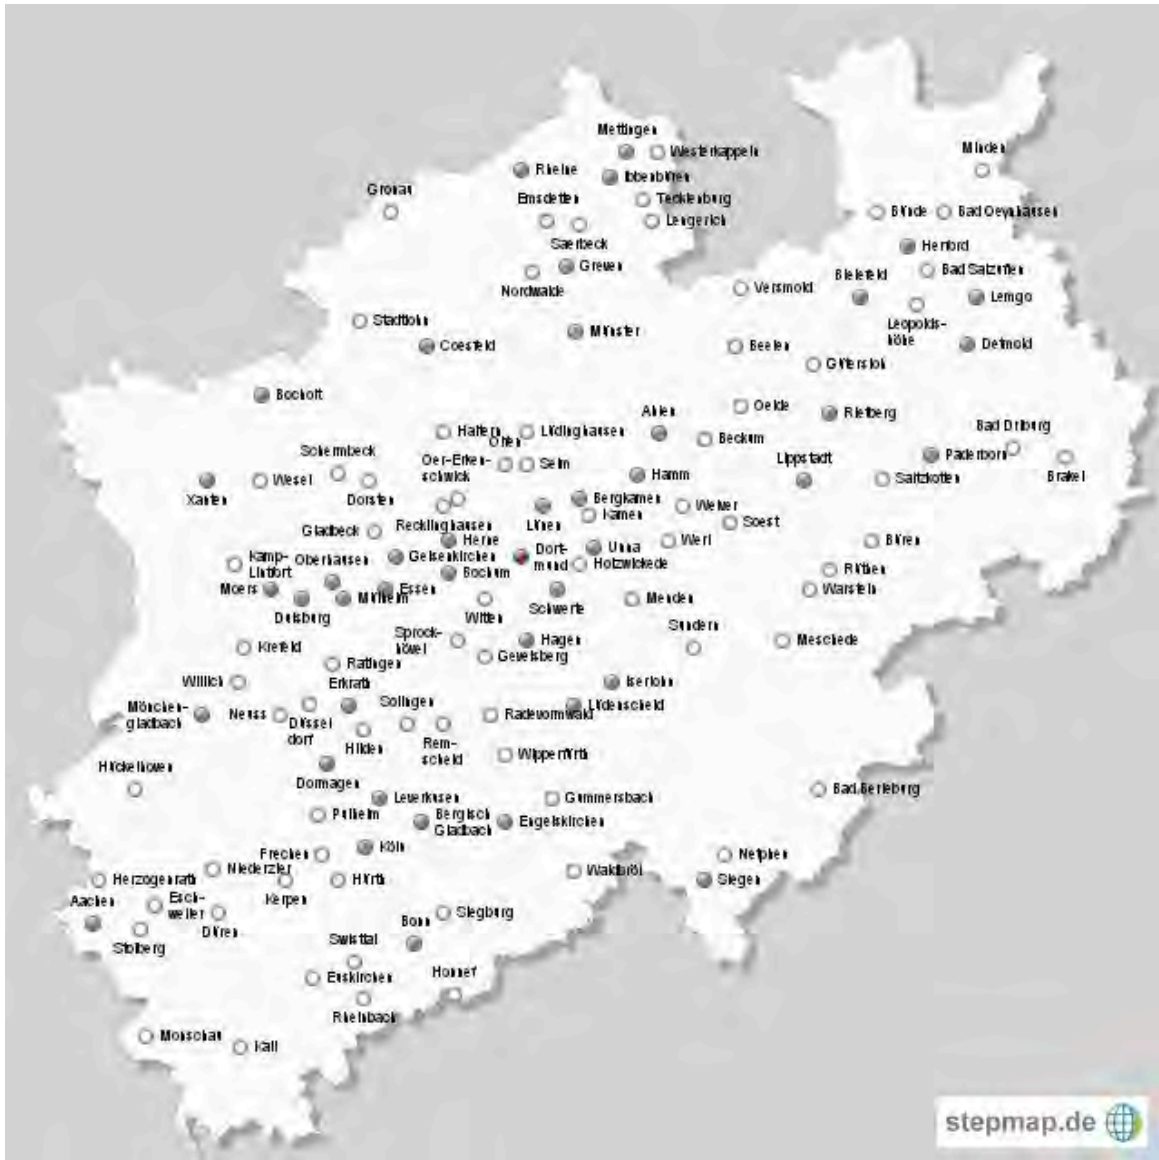 Mettingen
Westerkappeln
Minden
Rheine
Ibbenbüren
Gronau
Emsdetten
Tecklenburg
Lengerich
Bünde
Bad Oeynhausen
Saerbeck
Herford
Greven
Bielefeld
Bad Salzuflen
Nordwalde
Versmold
Lemgo
Stadtlohn
Münster
Leopolds-
höhe
Coesfeld
Beelen
Detmold
Gütersloh
Bocholt
Oelde
Ahlen
Rietberg
Haltern
Olfen
Lüdinghausen
Beckum
Bad Driburg
Schermbeck
Oer-Erken-
schwick
Selm
Lippstadt
Paderborn
Xanten
Wesel
Dorsten
Hamm
Salzkotten
Brakel
Bergkamen
Gladbeck
Recklinghausen
Lünen
Kamen
Welver
Soest
Herne
Kamp-
Lintfort
Oberhausen
Gelsenkirchen
Dort-
mund
Unna
Holzwickede
Werl
Büren
Bochum
Rüthen
Moers
Essen
Mülheim
Warstein
Duisburg
Witten
Schwerte
Menden
Sprock-
hövel
Hagen
Sundern
Meschede
Krefeld
Gevelsberg
Ratingen
Willich
Erkrath
Iserlohn
Mönchen-
gladbach
Neuss
Düssel
dorf
Solingen
Radevormwald
Lüdenscheid
Hilden
Rem-
scheid
Wipperfürth
Hückelhoven
Dormagen
Bad Berleburg
Leverkusen
Gummersbach
Pulheim
Bergisch
Gladbach
Engelskirchen
Köln
Frechen
Netphen
Niederzier
Waldbröl
Siegen
Herzogenrath
Kerpen
Hürth
Aachen
Esch-
weiler
Düren
Stolberg
Bonn
Siegburg
Swisttal
Euskirchen
Honnef
Rheinbach
Monschau
Kall
stepmap.de